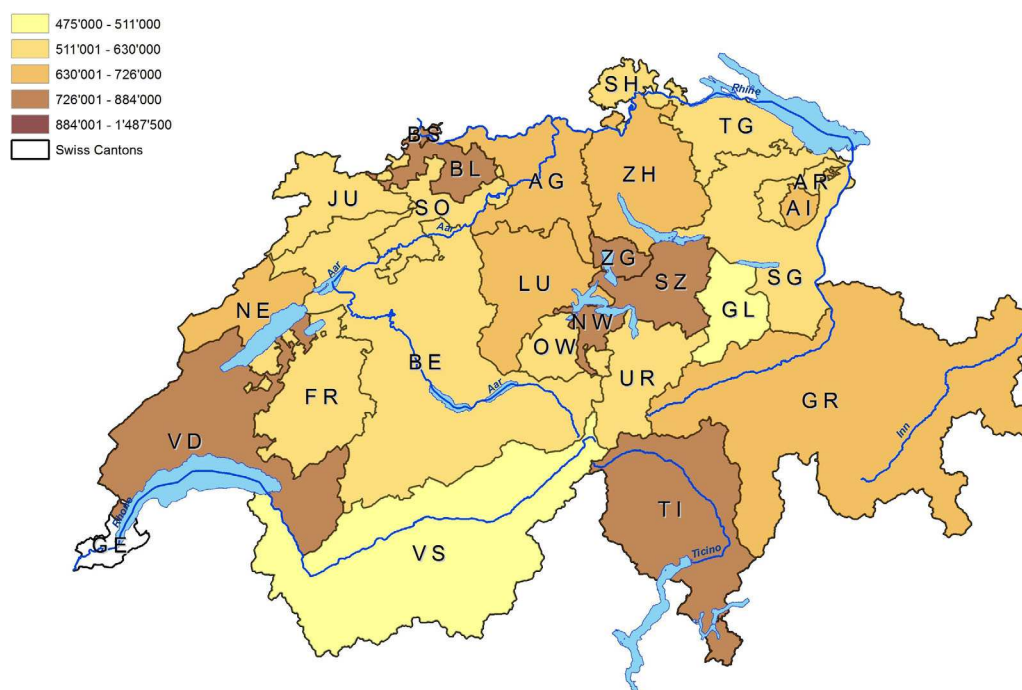 475'000 - 511'000
511'001 - 630'000
630'001 - 726'000
726'001 - 884'000
884'001 - 1'487'500
Swiss Cantons
SH
Rhine
TG
BS
BL
AG
ZH
AR
AI
JU
SO
Aar
ZG
SZ
SG
Aar
LU
NE
NW
GL
OW
BE
UR
FR
Aar
GR
Inn
VD
Rhone
GE
TI
Ticino
VS